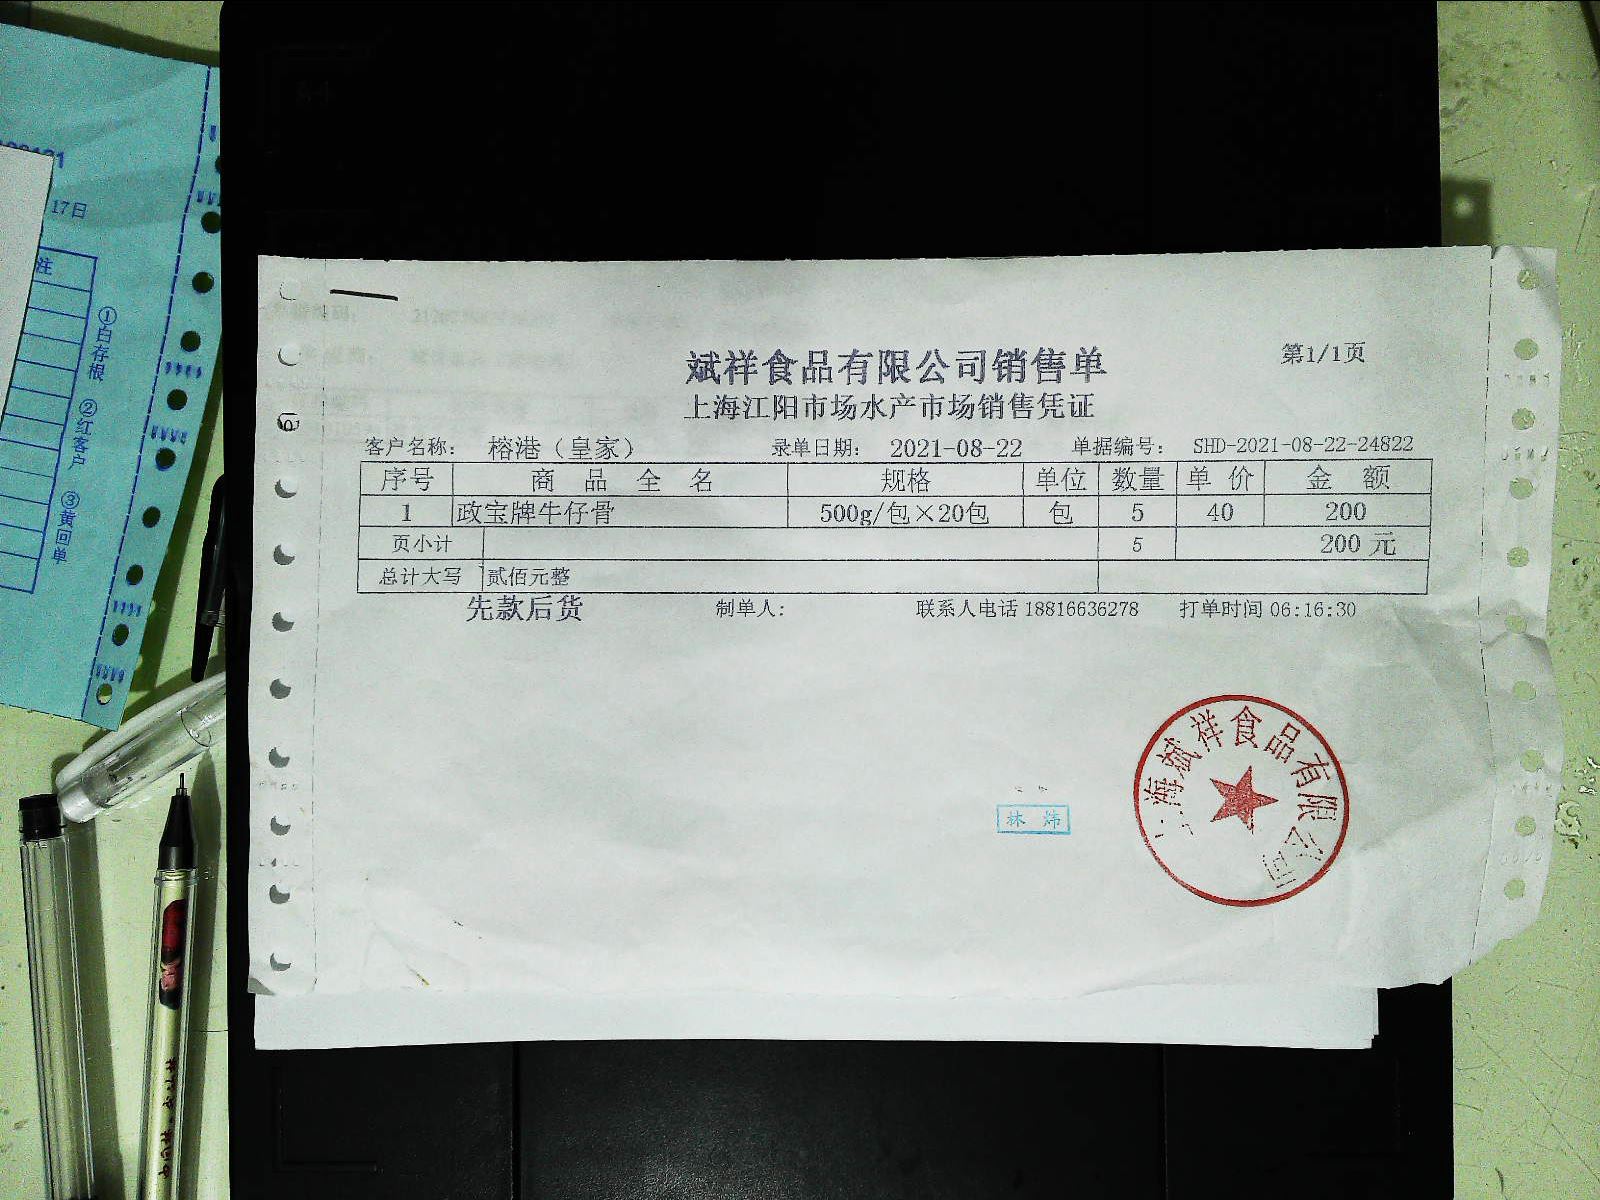 斌祥食品有限公司销售单
第1/1页
上海江阳市场水产市场销售凭证
客户名称: 榕港（皇家） 录单日期: 2021-08-22 单据编号: SHD-2021-08-22-24822
序号 商品全名 规格 单位 数量 单价 金额
1 政宝牌牛仔骨 500g/包×20包 包 5 40 200
页小计 5 200 元
总计大写 贰佰元整
先款后货 制单人: 联系人电话 18816636278 打单时间 06:16:30
上海斌祥食品有限公司
林炜
17日
注
①白存根 ②红客户 ③黄回单